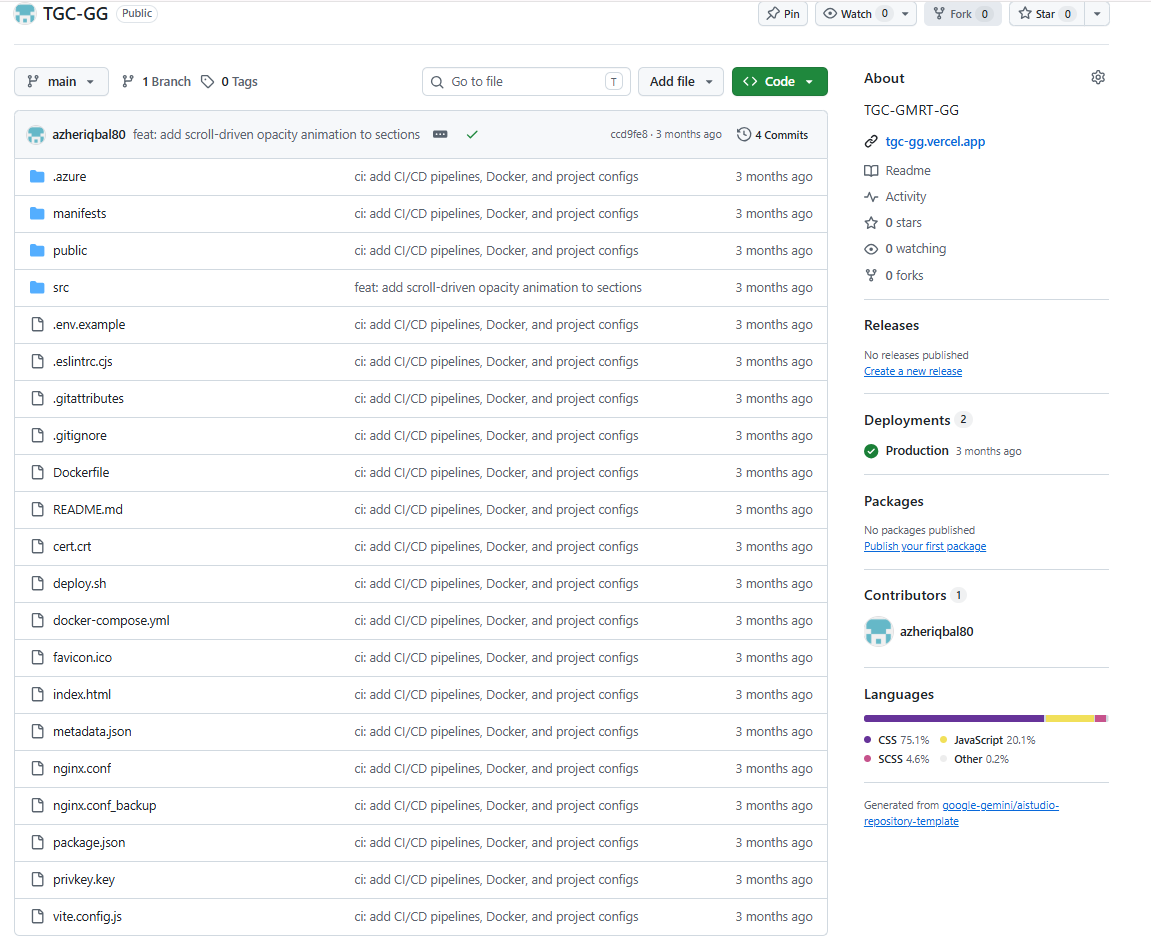 TGC-GG Public
Pin Watch 0 Fork 0 Star 0
main 1 Branch 0 Tags Go to file T Add file Code
azheriqbal80 feat: add scroll-driven opacity animation to sections ccd9fe8 · 3 months ago 4 Commits
.azure ci: add CI/CD pipelines, Docker, and project configs 3 months ago
manifests ci: add CI/CD pipelines, Docker, and project configs 3 months ago
public ci: add CI/CD pipelines, Docker, and project configs 3 months ago
src feat: add scroll-driven opacity animation to sections 3 months ago
.env.example ci: add CI/CD pipelines, Docker, and project configs 3 months ago
.eslintrc.cjs ci: add CI/CD pipelines, Docker, and project configs 3 months ago
.gitattributes ci: add CI/CD pipelines, Docker, and project configs 3 months ago
.gitignore ci: add CI/CD pipelines, Docker, and project configs 3 months ago
Dockerfile ci: add CI/CD pipelines, Docker, and project configs 3 months ago
README.md ci: add CI/CD pipelines, Docker, and project configs 3 months ago
cert.crt ci: add CI/CD pipelines, Docker, and project configs 3 months ago
deploy.sh ci: add CI/CD pipelines, Docker, and project configs 3 months ago
docker-compose.yml ci: add CI/CD pipelines, Docker, and project configs 3 months ago
favicon.ico ci: add CI/CD pipelines, Docker, and project configs 3 months ago
index.html ci: add CI/CD pipelines, Docker, and project configs 3 months ago
metadata.json ci: add CI/CD pipelines, Docker, and project configs 3 months ago
nginx.conf ci: add CI/CD pipelines, Docker, and project configs 3 months ago
nginx.conf_backup ci: add CI/CD pipelines, Docker, and project configs 3 months ago
package.json ci: add CI/CD pipelines, Docker, and project configs 3 months ago
privkey.key ci: add CI/CD pipelines, Docker, and project configs 3 months ago
vite.config.js ci: add CI/CD pipelines, Docker, and project configs 3 months ago
About
TGC-GMRT-GG
tgc-gg.vercel.app
Readme
Activity
0 stars
0 watching
0 forks
Releases
No releases published
Create a new release
Deployments 2
Production 3 months ago
Packages
No packages published
Publish your first package
Contributors 1
azheriqbal80
Languages
CSS 75.1% JavaScript 20.1%
SCSS 4.6% Other 0.2%
Generated from google-gemini/aistudio-
repository-template